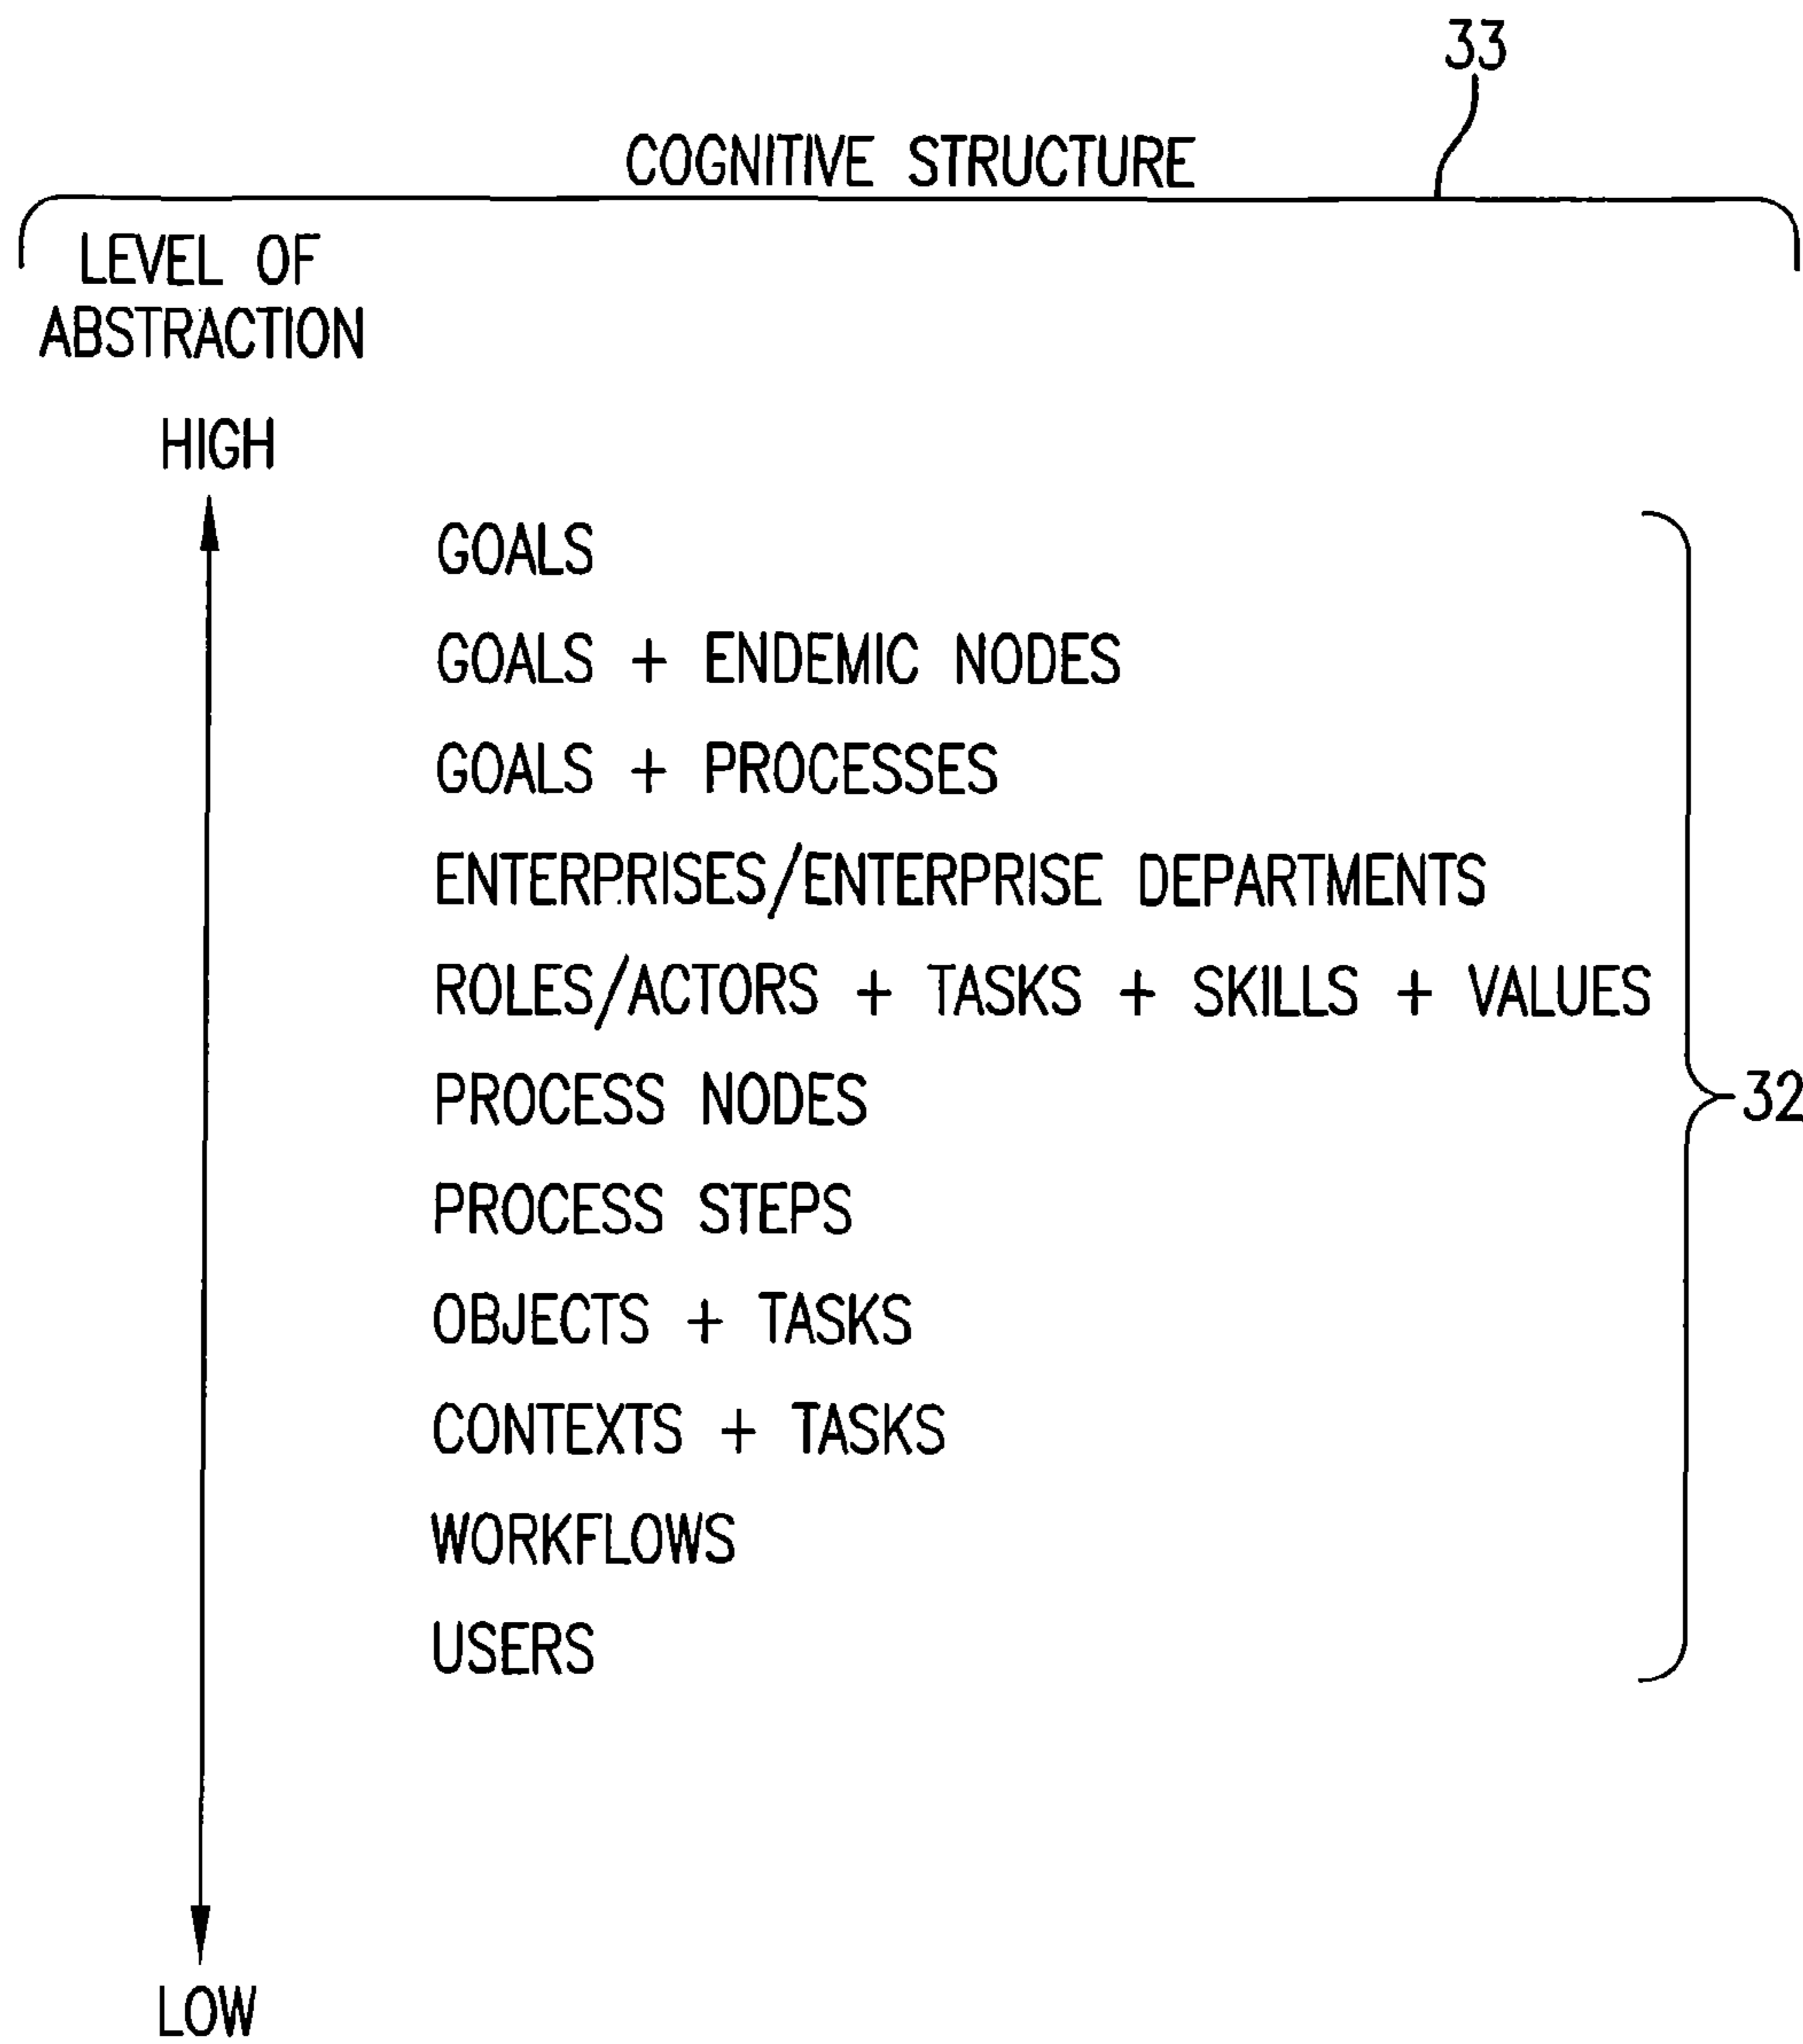 33
COGNITIVE STRUCTURE
LEVEL OF
ABSTRACTION
HIGH
GOALS
GOALS + ENDEMIC NODES
GOALS + PROCESSES
ENTERPRISES/ENTERPRISE DEPARTMENTS
ROLES/ACTORS + TASKS + SKILLS + VALUES
PROCESS NODES
32
PROCESS STEPS
OBJECTS + TASKS
CONTEXTS + TASKS
WORKFLOWS
USERS
LOW